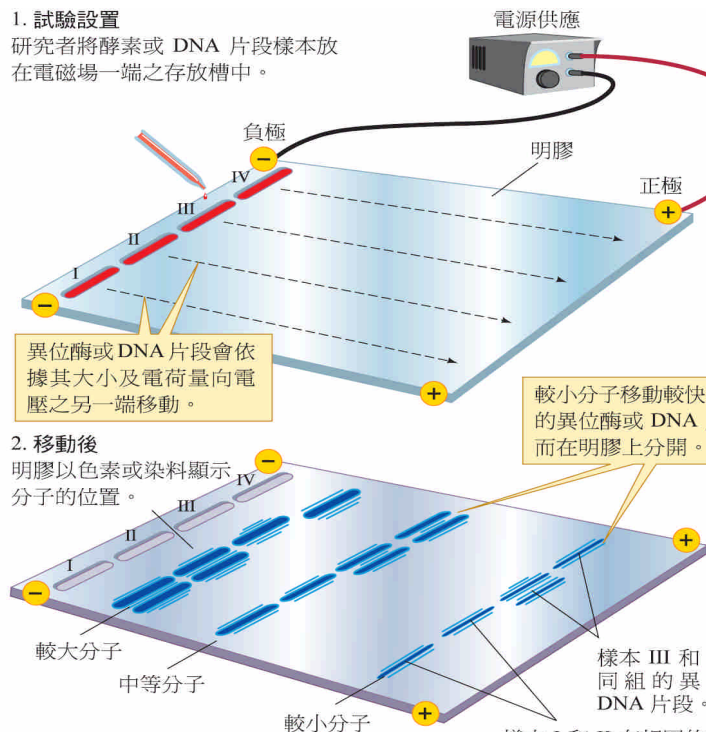 1. 試驗設置
研究者將酵素或 DNA 片段樣本放
在電磁場一端之存放槽中。
電源供應
負極
明膠
正極
−
+
IV
III
II
I
−
+
異位酶或 DNA 片段會依
據其大小及電荷量向電
壓之另一端移動。
較小分子移動較快
的異位酶或 DNA
而在明膠上分開。
2. 移動後
明膠以色素或染料顯示
分子的位置。
−
+
IV
III
II
I
−
+
較大分子
中等分子
較小分子
樣本 III 和
同組的異
DNA 片段。